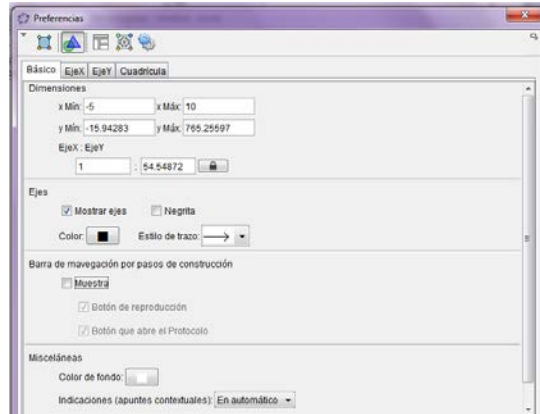 Preferencias
Básico EjeX EjeY Cuadrícula
Dimensiones
x Mín: -5 x Máx: 10
y Mín: -15.94283 y Máx: 765.25597
EjeX : EjeY
1 : 54.54872
Ejes
Mostrar ejes Negrita
Color: Estilo de trazo:
Barra de mavegación por pasos de construcción
Muestra
Botón de reproducción
Botón que abre el Protocolo
Misceláneas
Color de fondo:
Indicaciones (apuntes contextuales): En automático